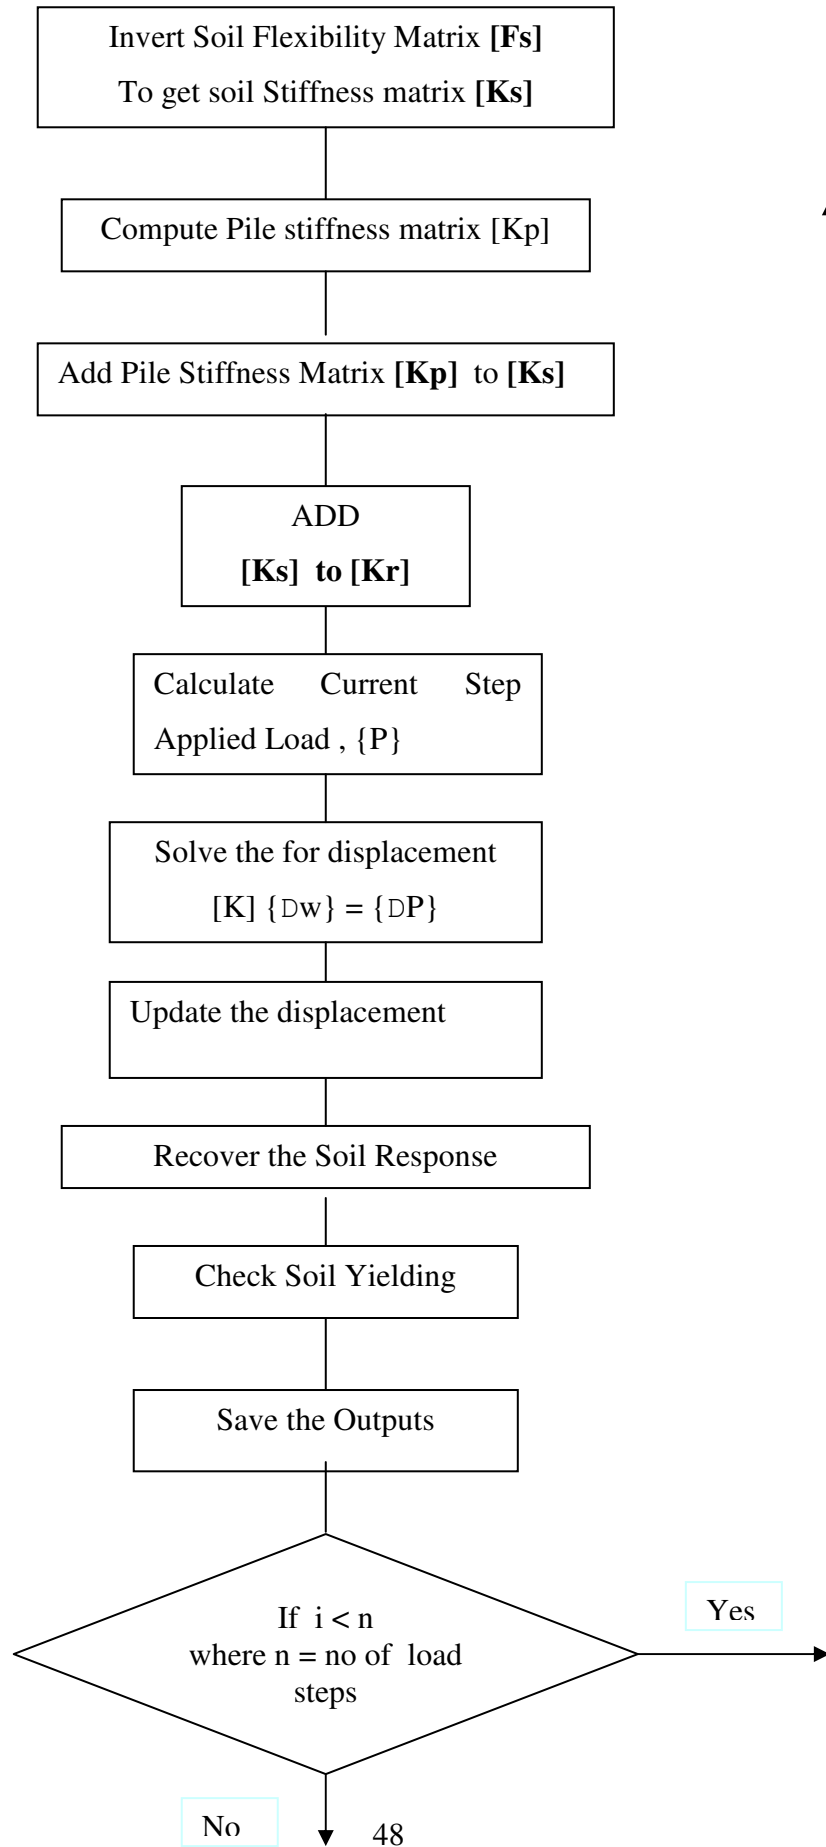 Invert Soil Flexibility Matrix [Fs]
To get soil Stiffness matrix [Ks]
Compute Pile stiffness matrix [Kp]
Add Pile Stiffness Matrix [Kp] to [Ks]
ADD
[Ks] to [Kr]
Calculate Current Step
Applied Load , {P}
Solve the for displacement
[K] {Dw} = {DP}
Update the displacement
Recover the Soil Response
Check Soil Yielding
Save the Outputs
If i < n
where n = no of load
steps
Yes
No
48